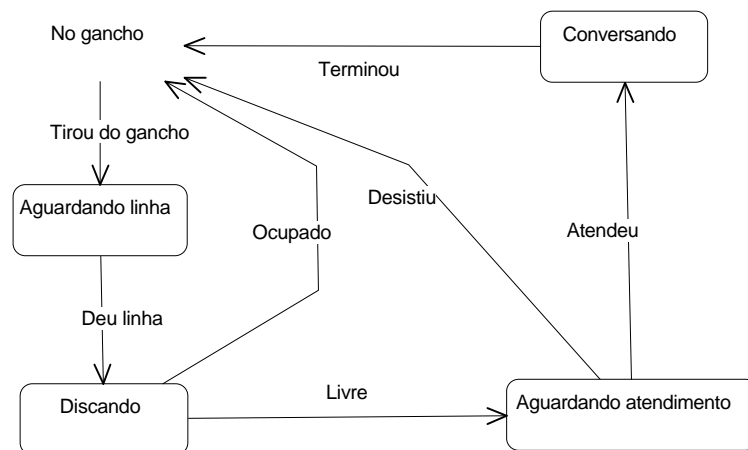 No gancho
Conversando
Terminou
Tirou do gancho
Aguardando linha
Desistiu
Ocupado
Atendeu
Deu linha
Livre
Discando
Aguardando atendimento